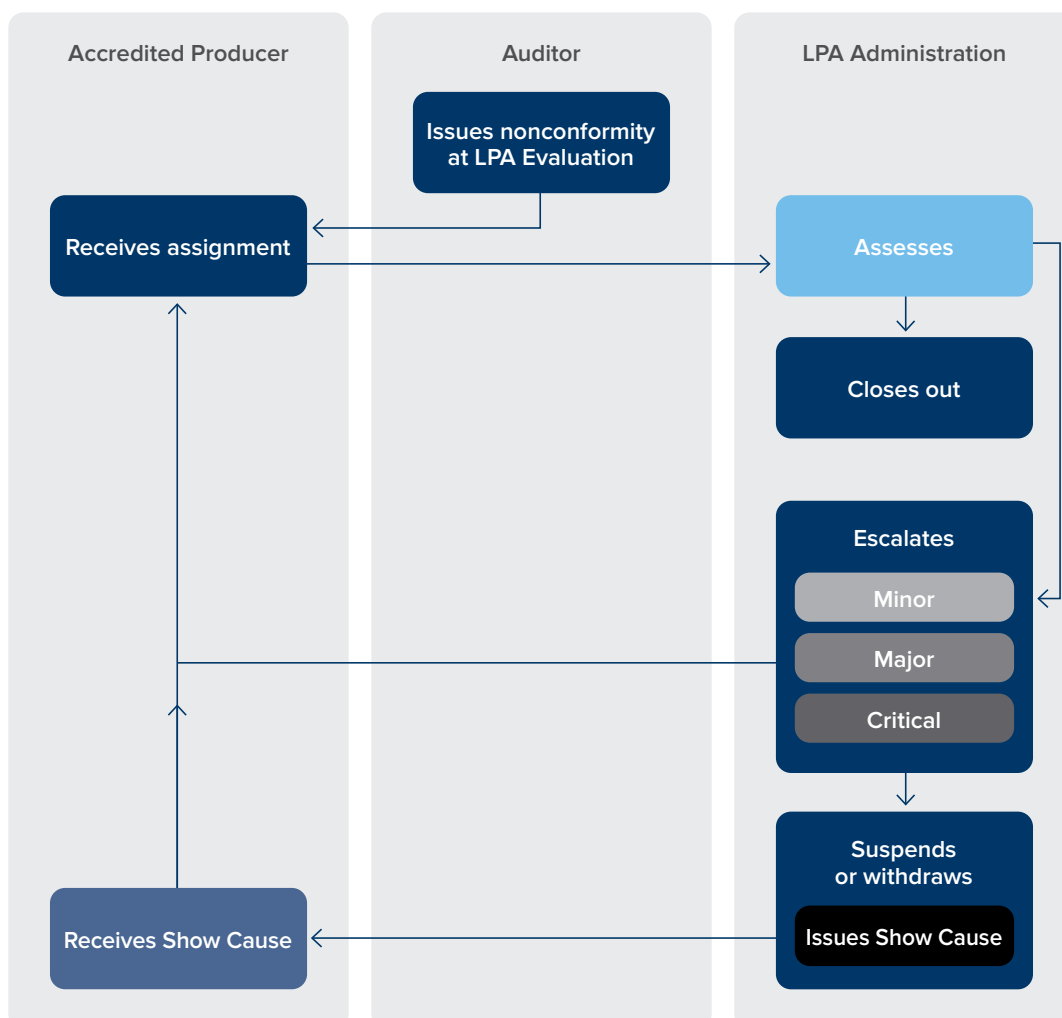 Accredited Producer
Auditor
LPA Administration
Issues nonconformity
at LPA Evaluation
Receives assignment
Assesses
Closes out
Escalates
Minor
Major
Critical
Suspends
or withdraws
Receives Show Cause
Issues Show Cause